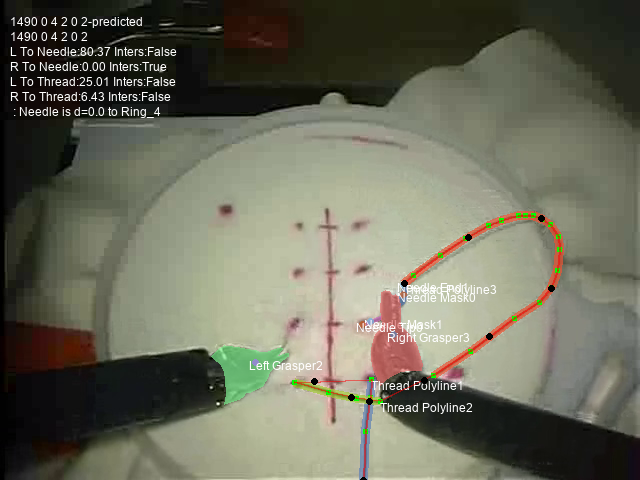 1490 0 4 2 0 2-predicted
1490 0 4 2 0 2
L To Needle:80.37 Inters:False
R To Needle:0.00 Inters:True
L To Thread:25.01 Inters:False
R To Thread:6.43 Inters:False
: Needle is d=0.0 to Ring_4
Thread Polyline3
Needle Mask0
Needle Mask1
Right Grasper3
Left Grasper2
Thread Polyline1
Thread Polyline2